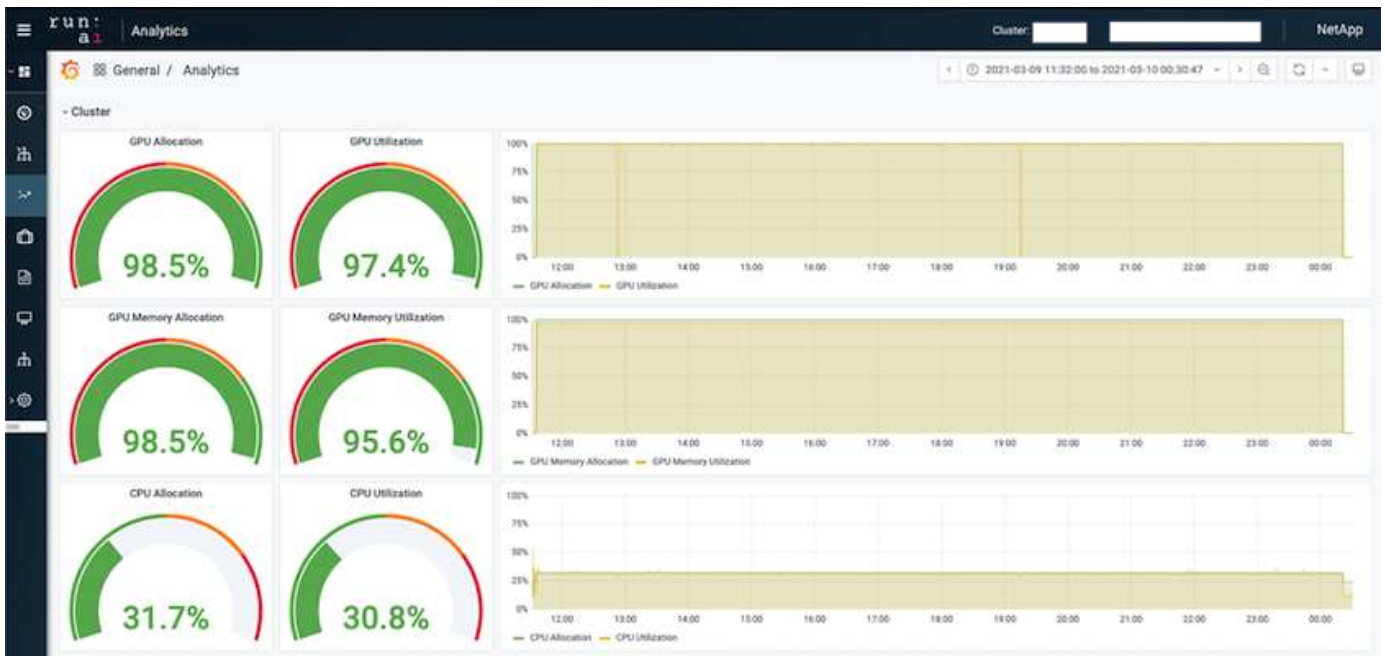 run:
ai
Analytics
Cluster:
NetApp
General / Analytics
2021-03-09 11:32:00 to 2021-03-10 00:30:47
Cluster
GPU Allocation
98.5%
GPU Utilization
97.4%
100%
75%
50%
25%
0%
12:00 13:00 14:00 15:00 16:00 17:00 18:00 19:00 20:00 21:00 22:00 23:00 00:00
GPU Allocation GPU Utilization
GPU Memory Allocation
98.5%
GPU Memory Utilization
95.6%
100%
75%
50%
25%
0%
12:00 13:00 14:00 15:00 16:00 17:00 18:00 19:00 20:00 21:00 22:00 23:00 00:00
GPU Memory Allocation GPU Memory Utilization
CPU Allocation
31.7%
CPU Utilization
30.8%
100%
75%
50%
25%
0%
12:00 13:00 14:00 15:00 16:00 17:00 18:00 19:00 20:00 21:00 22:00 23:00 00:00
CPU Allocation CPU Utilization